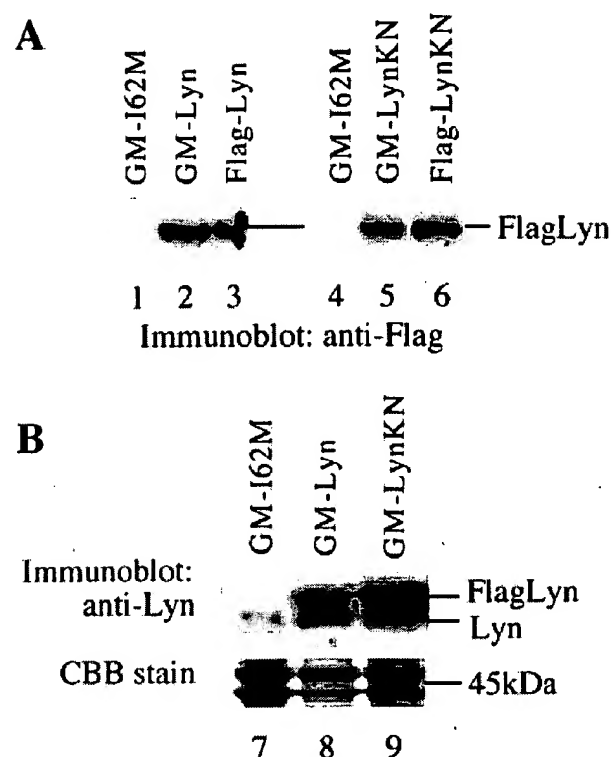 A
GM-I62M
GM-Lyn
Flag-Lyn
GM-I62M
GM-LynKN
Flag-LynKN
FlagLyn
1 2 3 4 5 6
Immunoblot: anti-Flag
B
GM-I62M
GM-Lyn
GM-LynKN
Immunoblot:
anti-Lyn
FlagLyn
Lyn
CBB stain
45kDa
7 8 9